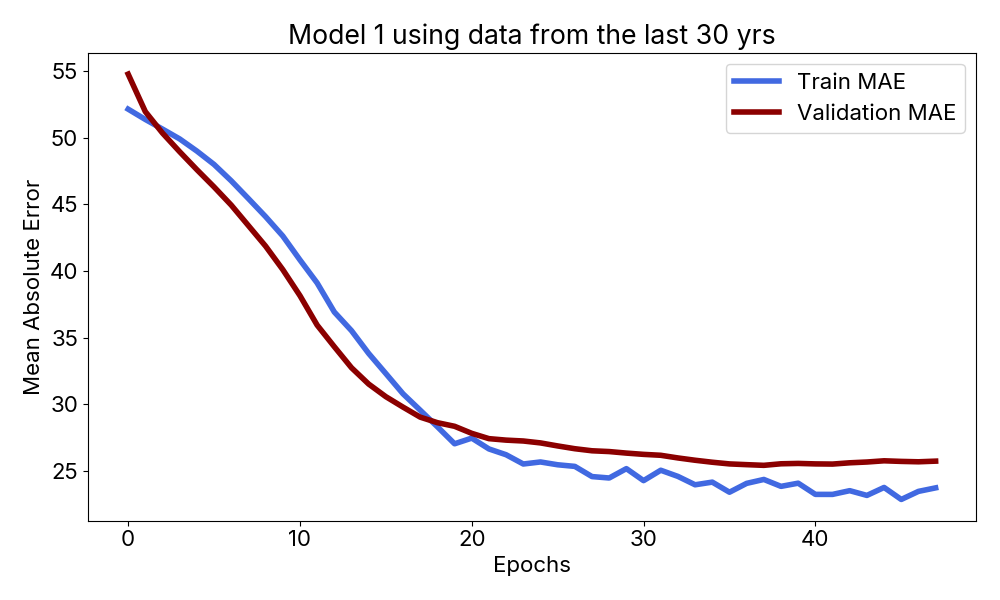 Model 1 using data from the last 30 yrs
Train MAE
Validation MAE
Mean Absolute Error
55
50
45
40
35
30
25
0 10 20 30 40
Epochs